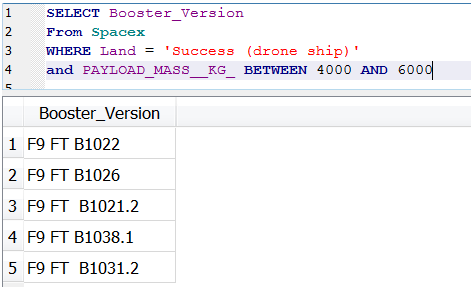 1 SELECT Booster_Version
2 From Spacex
3 WHERE Land = 'Success (drone ship)'
4 and PAYLOAD_MASS__KG_ BETWEEN 4000 AND 6000
5
Booster_Version
1 F9 FT B1022
2 F9 FT B1026
3 F9 FT  B1021.2
4 F9 FT B1038.1
5 F9 FT  B1031.2